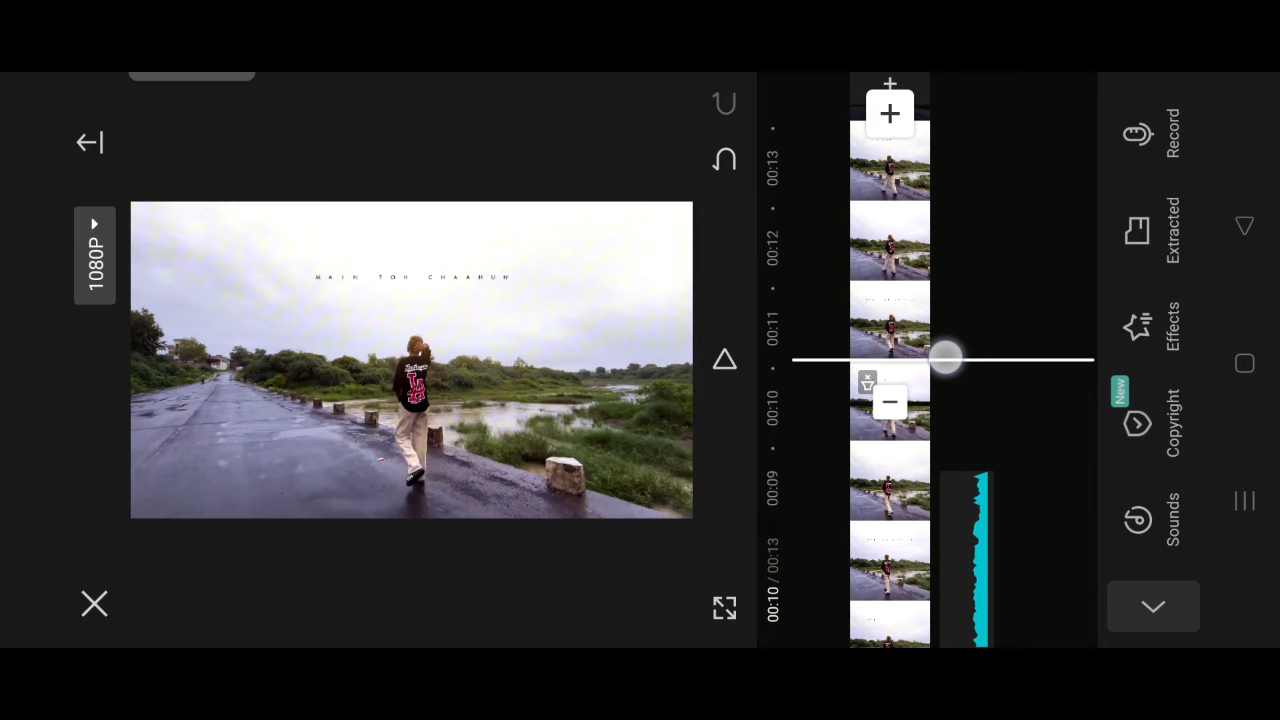 1080P
MAIN TOH CHAAHUN
LA
00:10 / 00:13
00:09
00:10
00:11
00:12
00:13
Sounds
Copyright
New
Effects
Extracted
Record